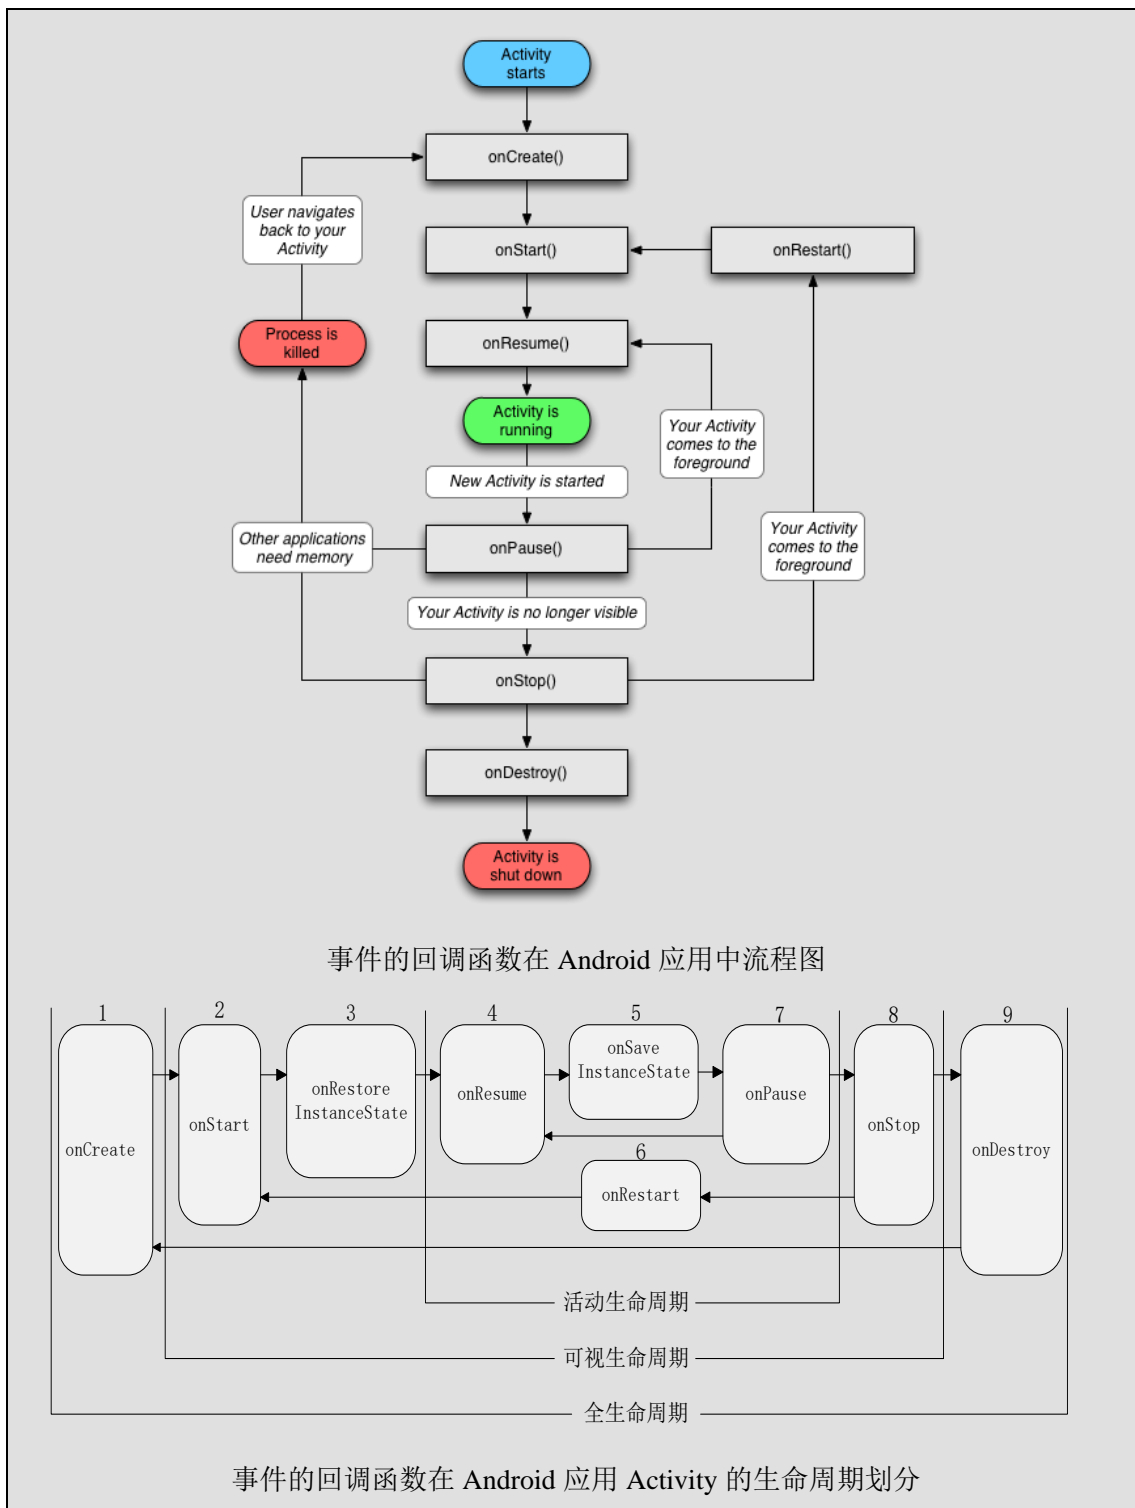 Activity
starts
onCreate()
User navigates
back to your
Activity
onStart()
onRestart()
Process is
killed
onResume()
Activity is
running
Your Activity
comes to the
foreground
New Activity is started
Other applications
need memory
onPause()
Your Activity
comes to the
foreground
Your Activity is no longer visible
onStop()
onDestroy()
Activity is
shut down
事件的回调函数在 Android 应用中流程图
1
2
3
4
5
7
8
9
onCreate
onStart
onRestore
InstanceState
onResume
onSave
InstanceState
onPause
onStop
onDestroy
6
onRestart
活动生命周期
可视生命周期
全生命周期
事件的回调函数在 Android 应用 Activity 的生命周期划分